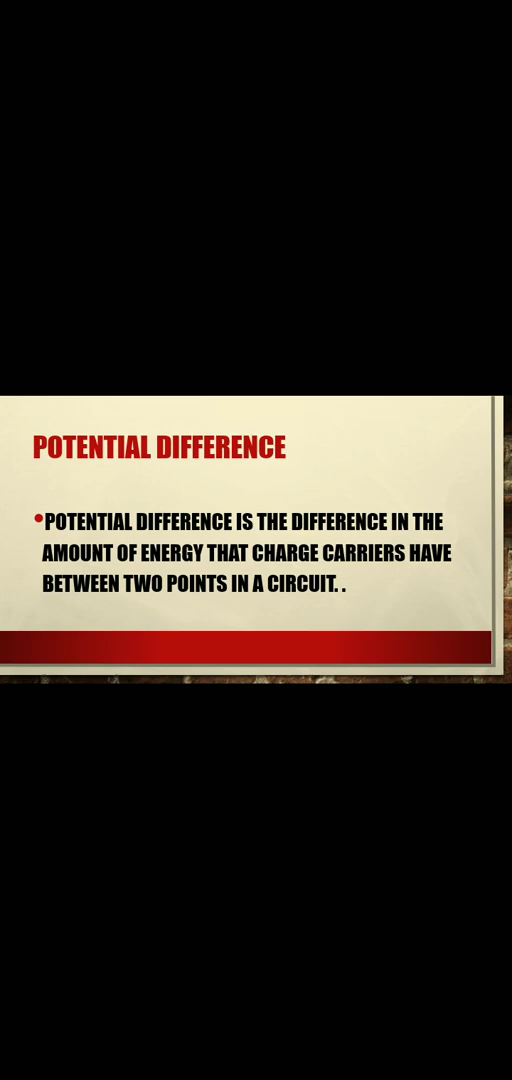 POTENTIAL DIFFERENCE
•POTENTIAL DIFFERENCE IS THE DIFFERENCE IN THE
AMOUNT OF ENERGY THAT CHARGE CARRIERS HAVE
BETWEEN TWO POINTS IN A CIRCUIT. .